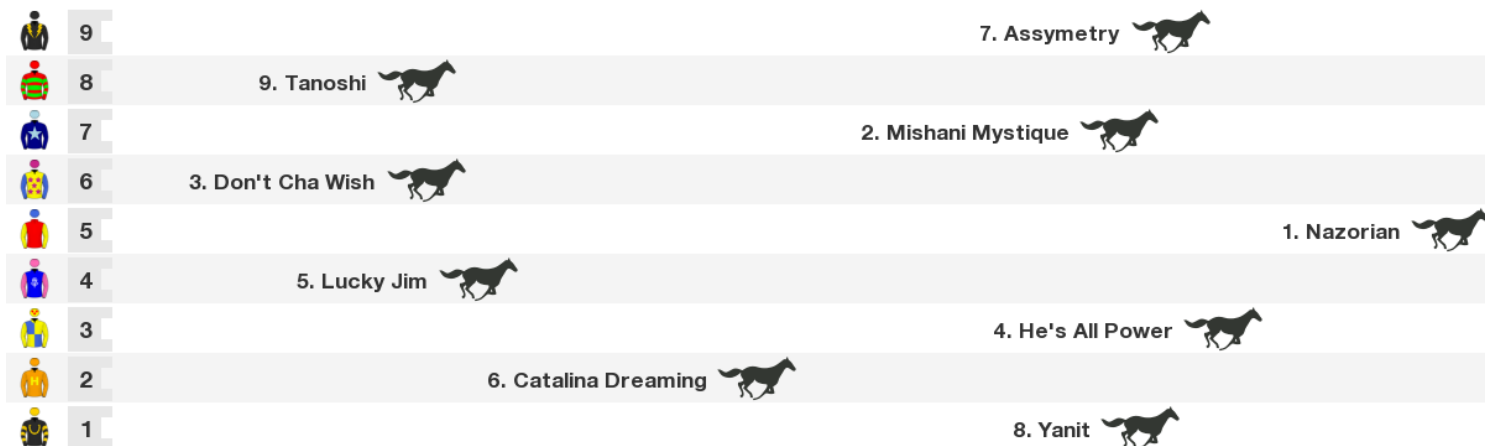 9 7. Assymetry
8 9. Tanoshi
7 2. Mishani Mystique
6 3. Don't Cha Wish
5 1. Nazorian
4 5. Lucky Jim
3 4. He's All Power
H 2 6. Catalina Dreaming
1 8. Yanit